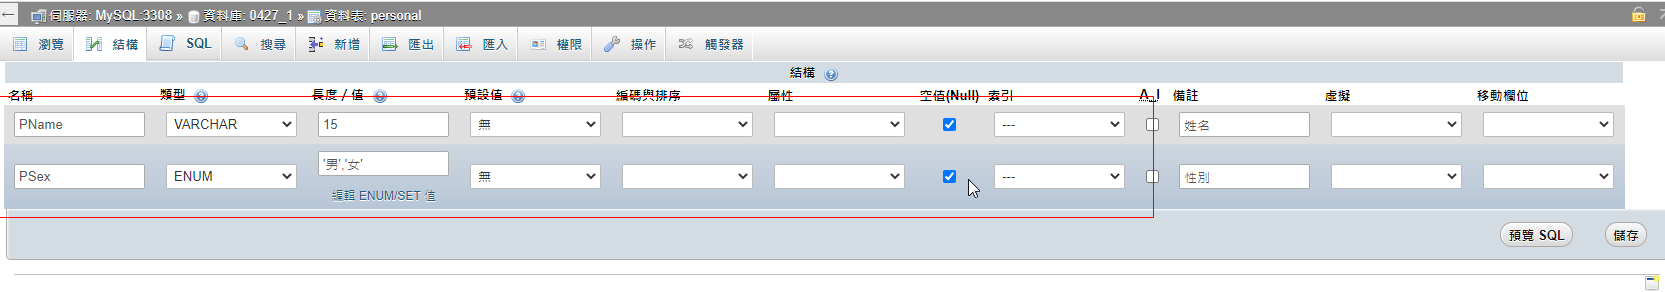 伺服器: MySQL:3308 » 資料庫: 0427_1 » 資料表: personal
瀏覽 結構 SQL 搜尋 新增 匯出 匯入 權限 操作 觸發器
結構
名稱 類型 長度 / 值 預設值 編碼與排序 屬性 空值(Null) 索引 A_I 備註 虛擬 移動欄位
PName VARCHAR 15 無 --- 姓名
PSex ENUM '男','女' 無 --- 性別
編輯 ENUM/SET 值
預覽 SQL 儲存